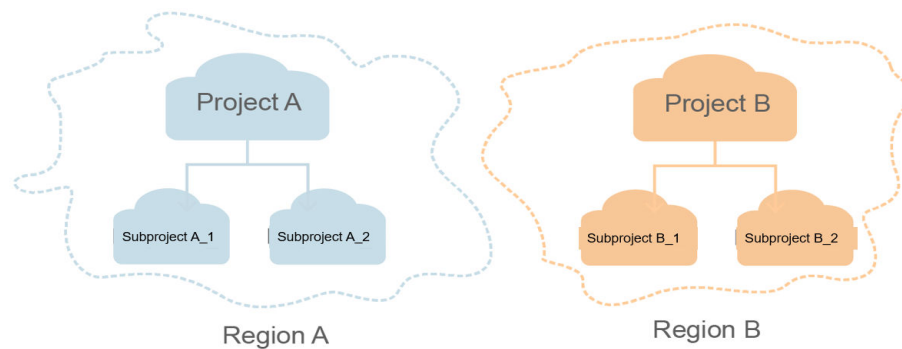 Project A
Project B
Subproject A_1
Subproject A_2
Subproject B_1
Subproject B_2
Region A
Region B